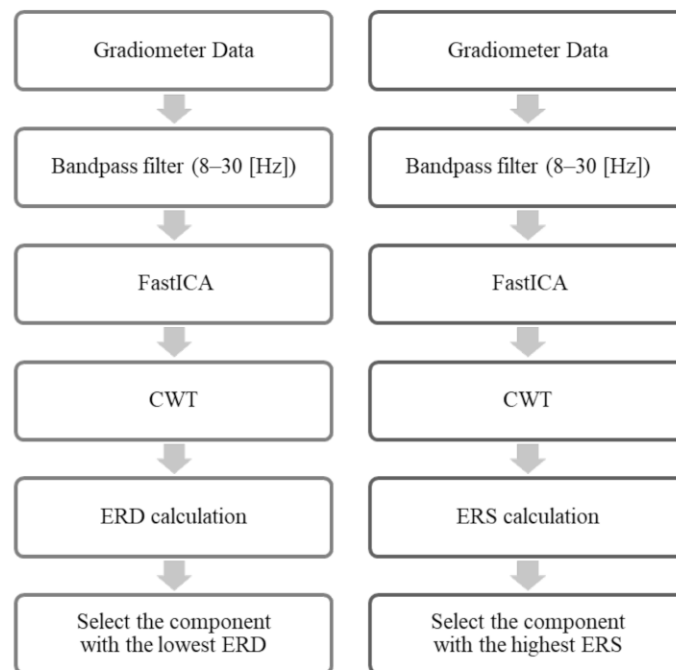 Gradiometer Data
Bandpass filter (8–30 [Hz])
FastICA
CWT
ERD calculation
Select the component
with the lowest ERD
Gradiometer Data
Bandpass filter (8–30 [Hz])
FastICA
CWT
ERS calculation
Select the component
with the highest ERS